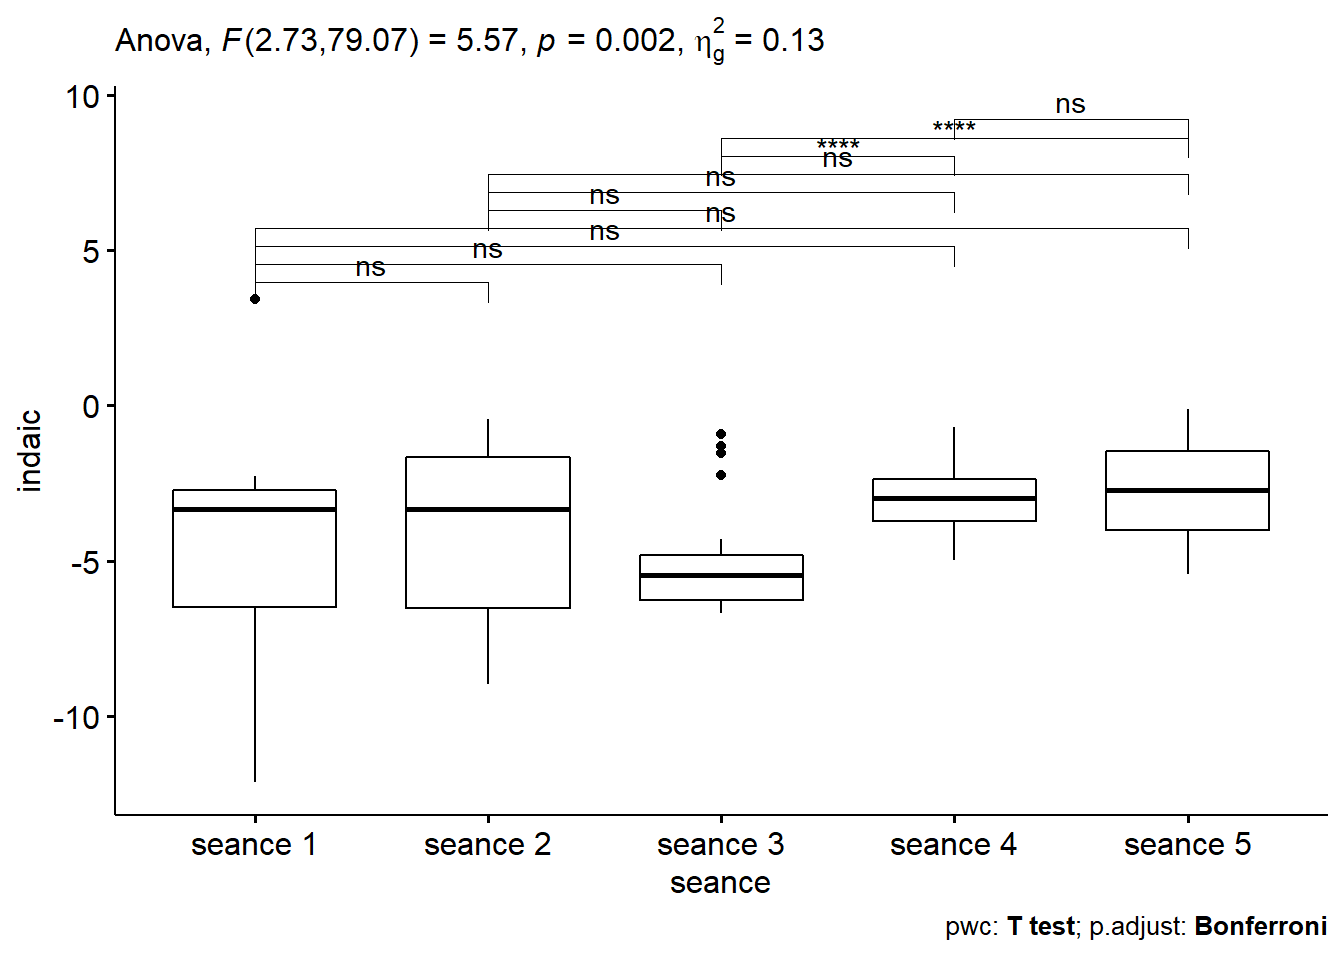 Anova, F(2.73,79.07) = 5.57, p = 0.002, η²g = 0.13
10
ns
****
****
ns
ns
ns
ns
ns
ns
ns
5
0
-5
-10
indaic
seance 1 seance 2 seance 3 seance 4 seance 5
seance
pwc: T test; p.adjust: Bonferroni